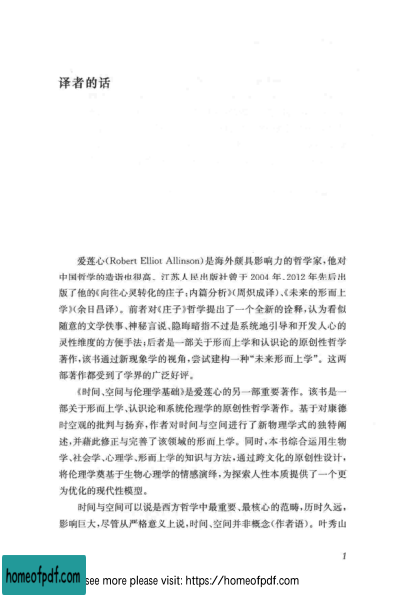 译者的话
爱莲心(Robert Elliot Allinson)是海外颇具影响力的哲学家,他对
中国哲学的造诣也很高。江苏人民出版社曾于 2004 年、2012 年先后出
版了他的《向往心灵转化的庄子:内篇分析》(周炽成译)、《未来的形而上
学》(余日昌译)。前者对《庄子》哲学提出了一个全新的诠释,认为看似
随意的文学佚事、神秘言说、隐晦暗指不过是系统地引导和开发人心的
灵性维度的方便手法;后者是一部关于形而上学和认识论的原创性哲学
著作,该书通过新现象学的视角,尝试建构一种“未来形而上学”。这两
部著作都受到了学界的广泛好评。
《时间、空间与伦理学基础》是爱莲心的另一部重要著作。该书是一
部关于形而上学、认识论和系统伦理学的原创性哲学著作。基于对康德
时空观的批判与扬弃,作者对时间与空间进行了新物理学式的独特阐
述,并藉此修正与完善了该领域的形而上学。同时,本书综合运用生物
学、社会学、心理学、形而上学的知识与方法,通过跨文化的原创性设计,
将伦理学奠基于生物心理学的情感演绎,为探索人性本质提供了一个更
为优化的现代性模型。
时间与空间可以说是西方哲学中最重要、最核心的范畴,历时久远,
影响巨大,尽管从严格意义上说,时间、空间并非概念(作者语)。叶秀山
1
homeofpdf.com
see more please visit: https://homeofpdf.com